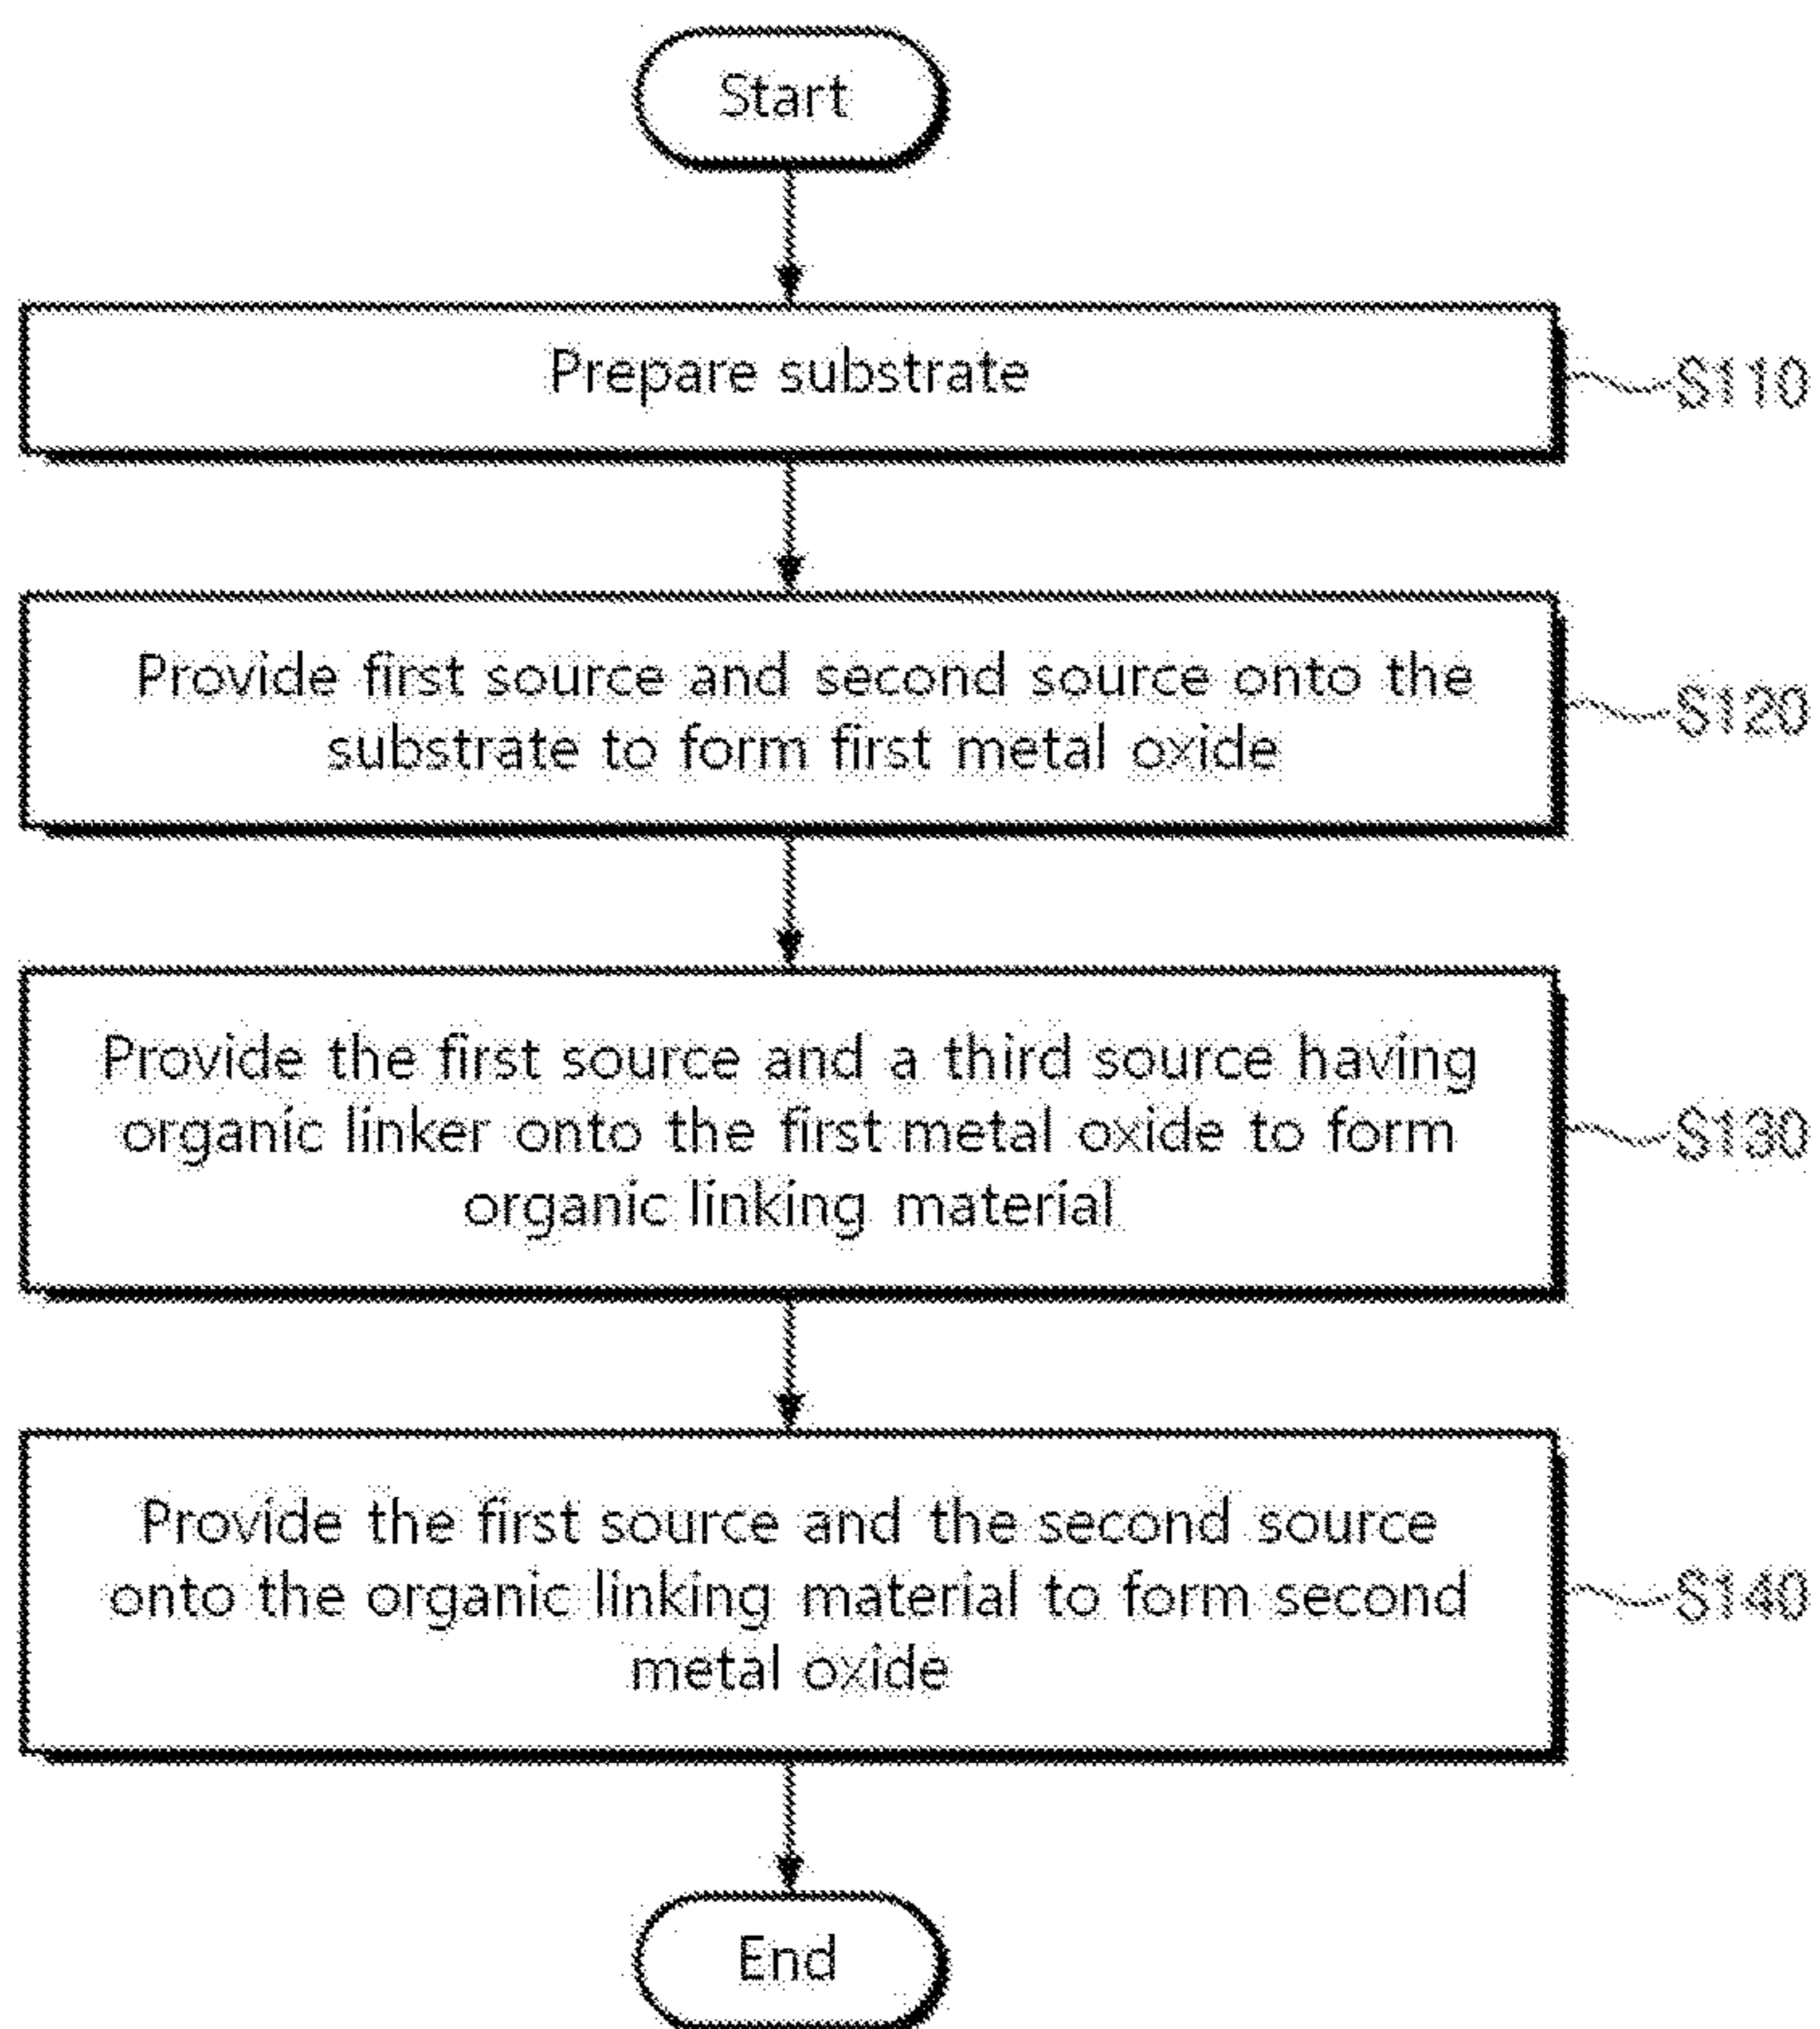 Start
Prepare substrate
S110
Provide first source and second source onto the
substrate to form first metal oxide
S120
Provide the first source and a third source having
organic linker onto the first metal oxide to form
organic linking material
S130
Provide the first source and the second source
onto the organic linking material to form second
metal oxide
S140
End